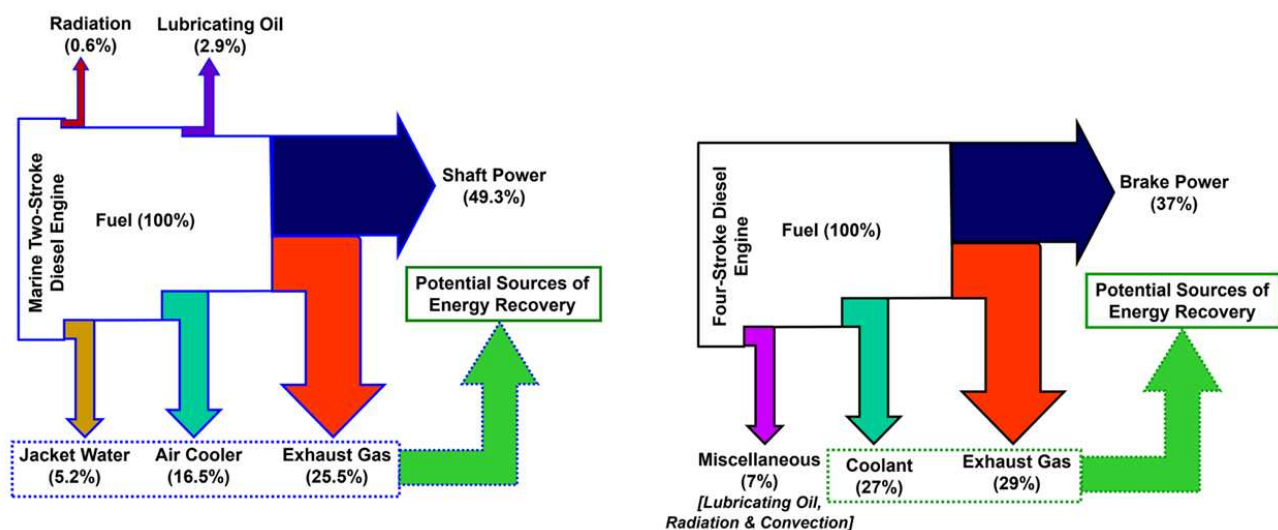 Radiation
(0.6%)
Lubricating Oil
(2.9%)
Marine Two-Stroke
Diesel Engine
Fuel (100%)
Shaft Power
(49.3%)
Potential Sources of
Energy Recovery
Jacket Water
(5.2%)
Air Cooler
(16.5%)
Exhaust Gas
(25.5%)
Four-Stroke Diesel
Engine
Fuel (100%)
Brake Power
(37%)
Potential Sources of
Energy Recovery
Miscellaneous
(7%)
[Lubricating Oil,
Radiation & Convection]
Coolant
(27%)
Exhaust Gas
(29%)